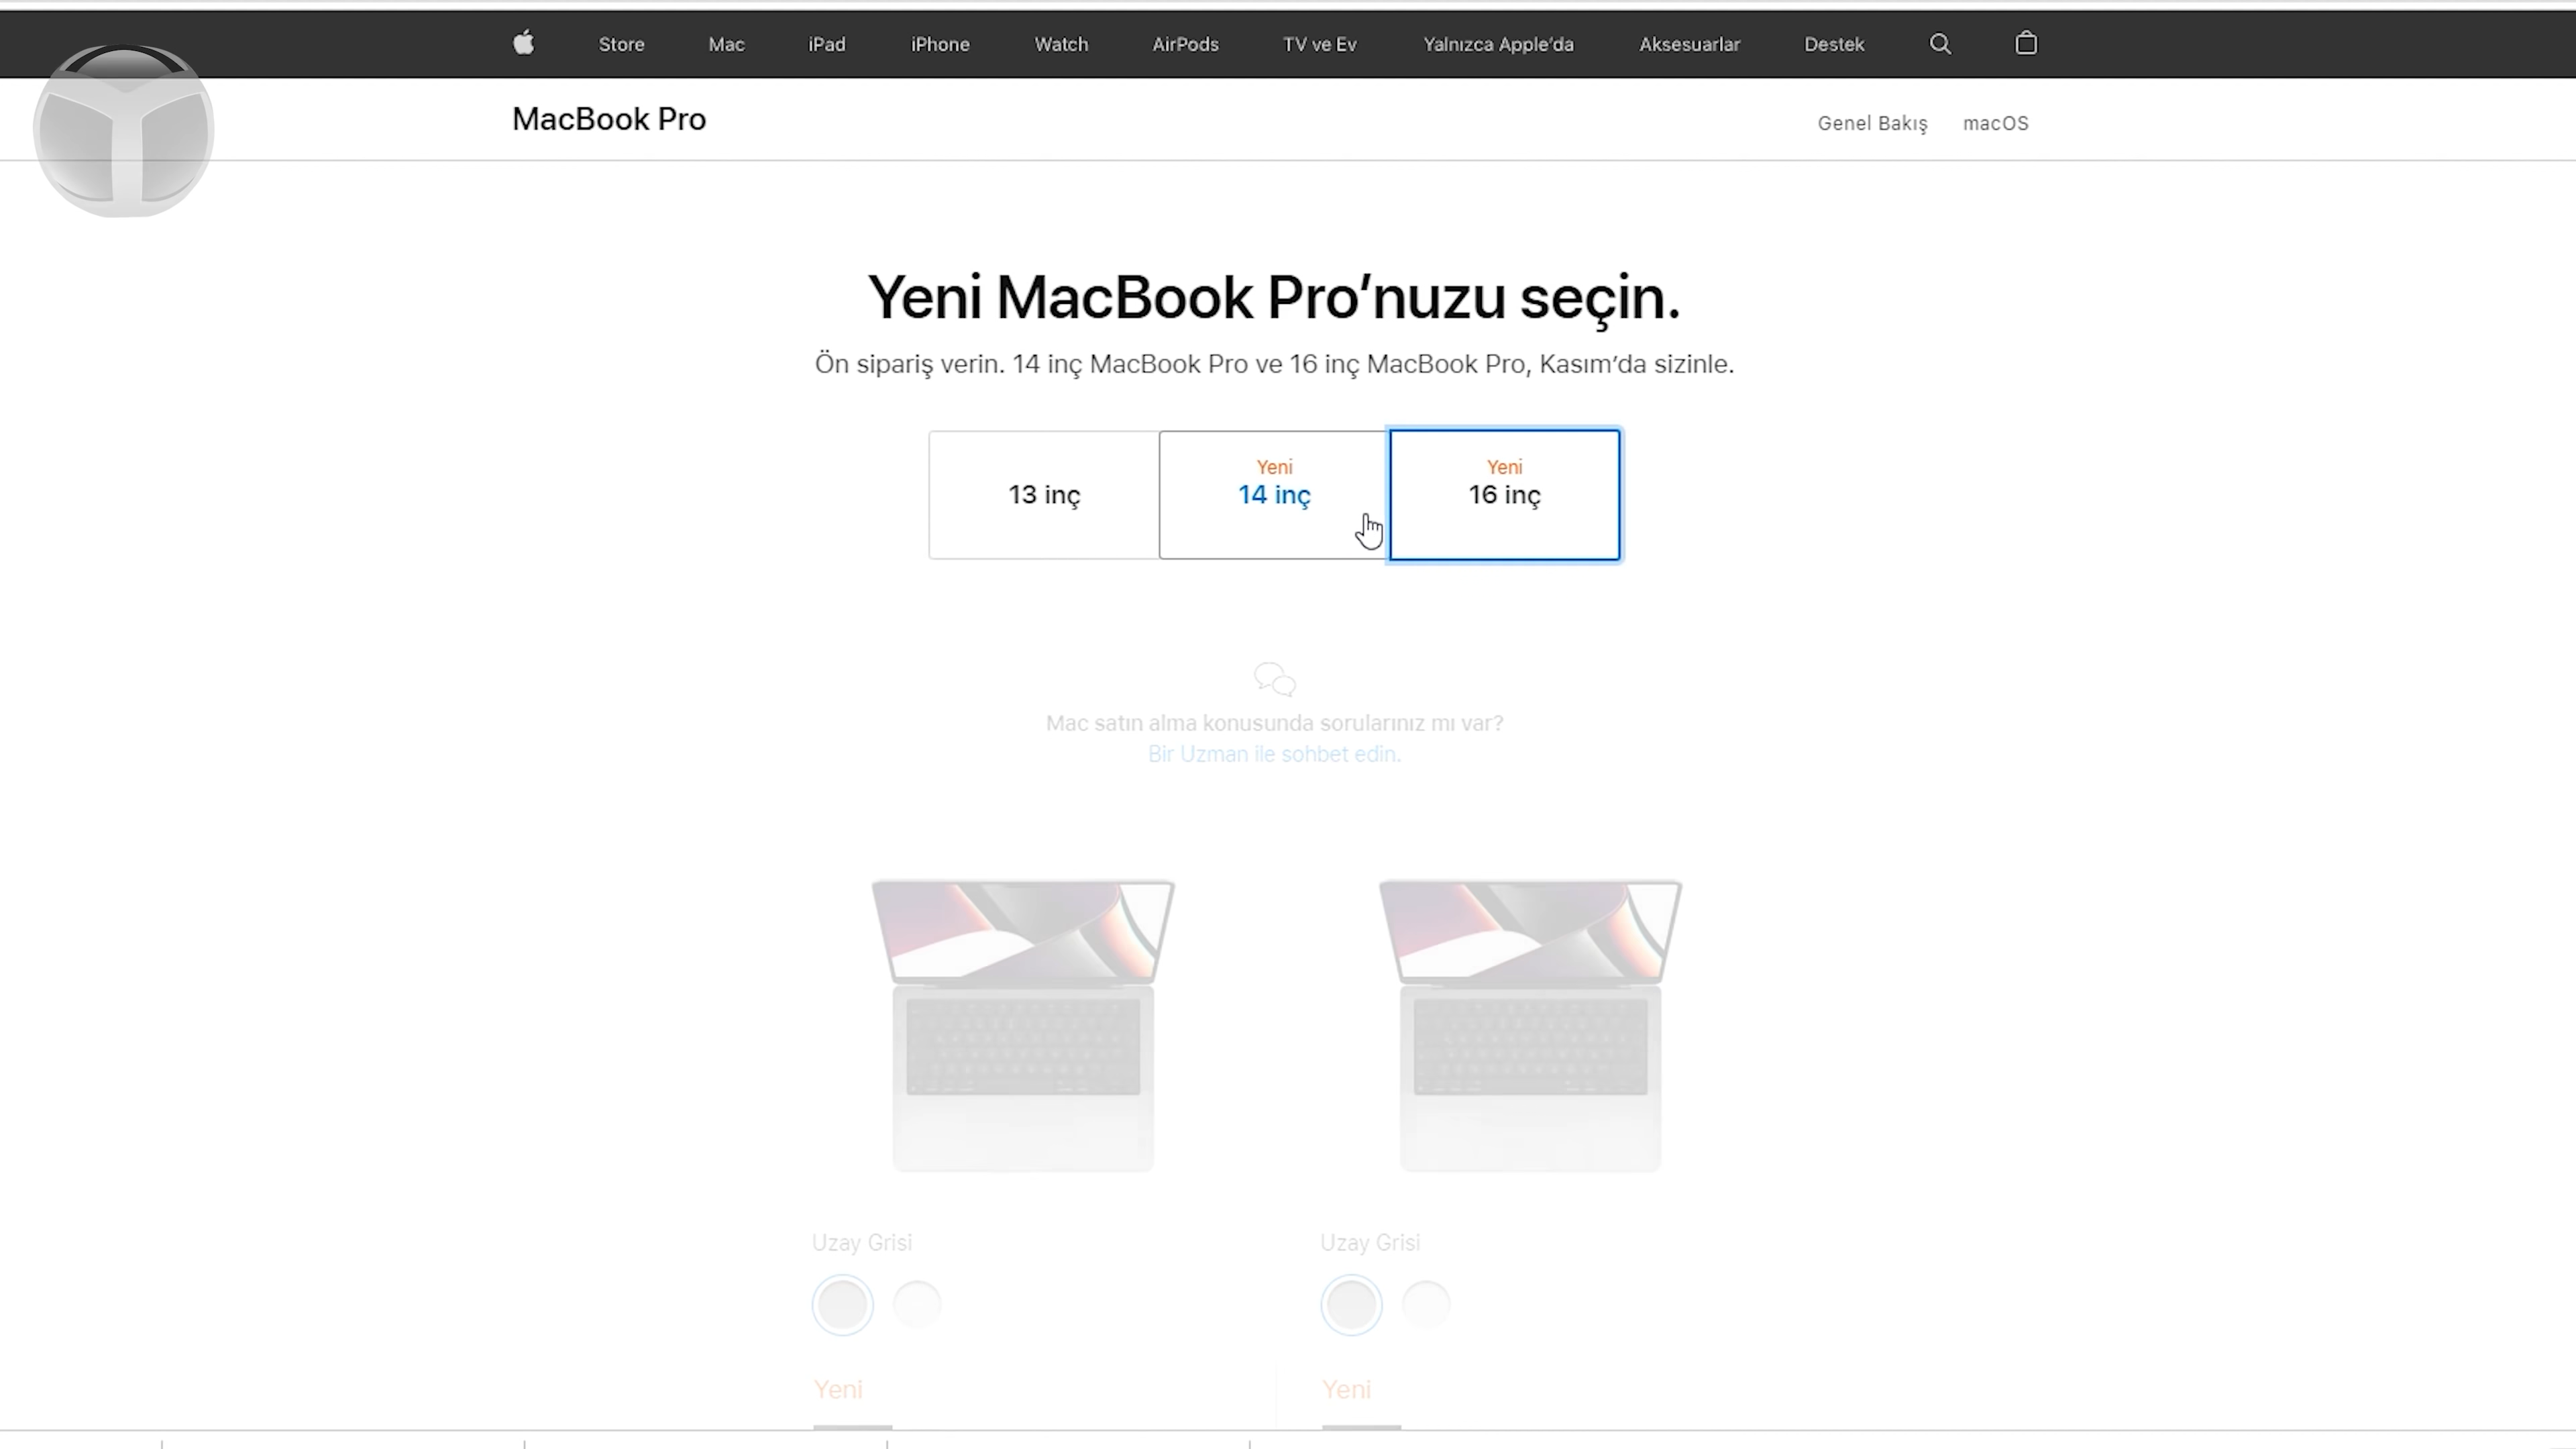 Store Mac iPad iPhone Watch AirPods TV ve Ev Yalnızca Apple'da Aksesuarlar Destek
MacBook Pro
Genel Bakış macOS
Yeni MacBook Pro'nuzu seçin.
Ön sipariş verin. 14 inç MacBook Pro ve 16 inç MacBook Pro, Kasım'da sizinle.
13 inç
Yeni
14 inç
Yeni
16 inç
Mac satın alma konusunda sorularınız mı var?
Bir Uzman ile sohbet edin.
Uzay Grisi
Uzay Grisi
Yeni
Yeni